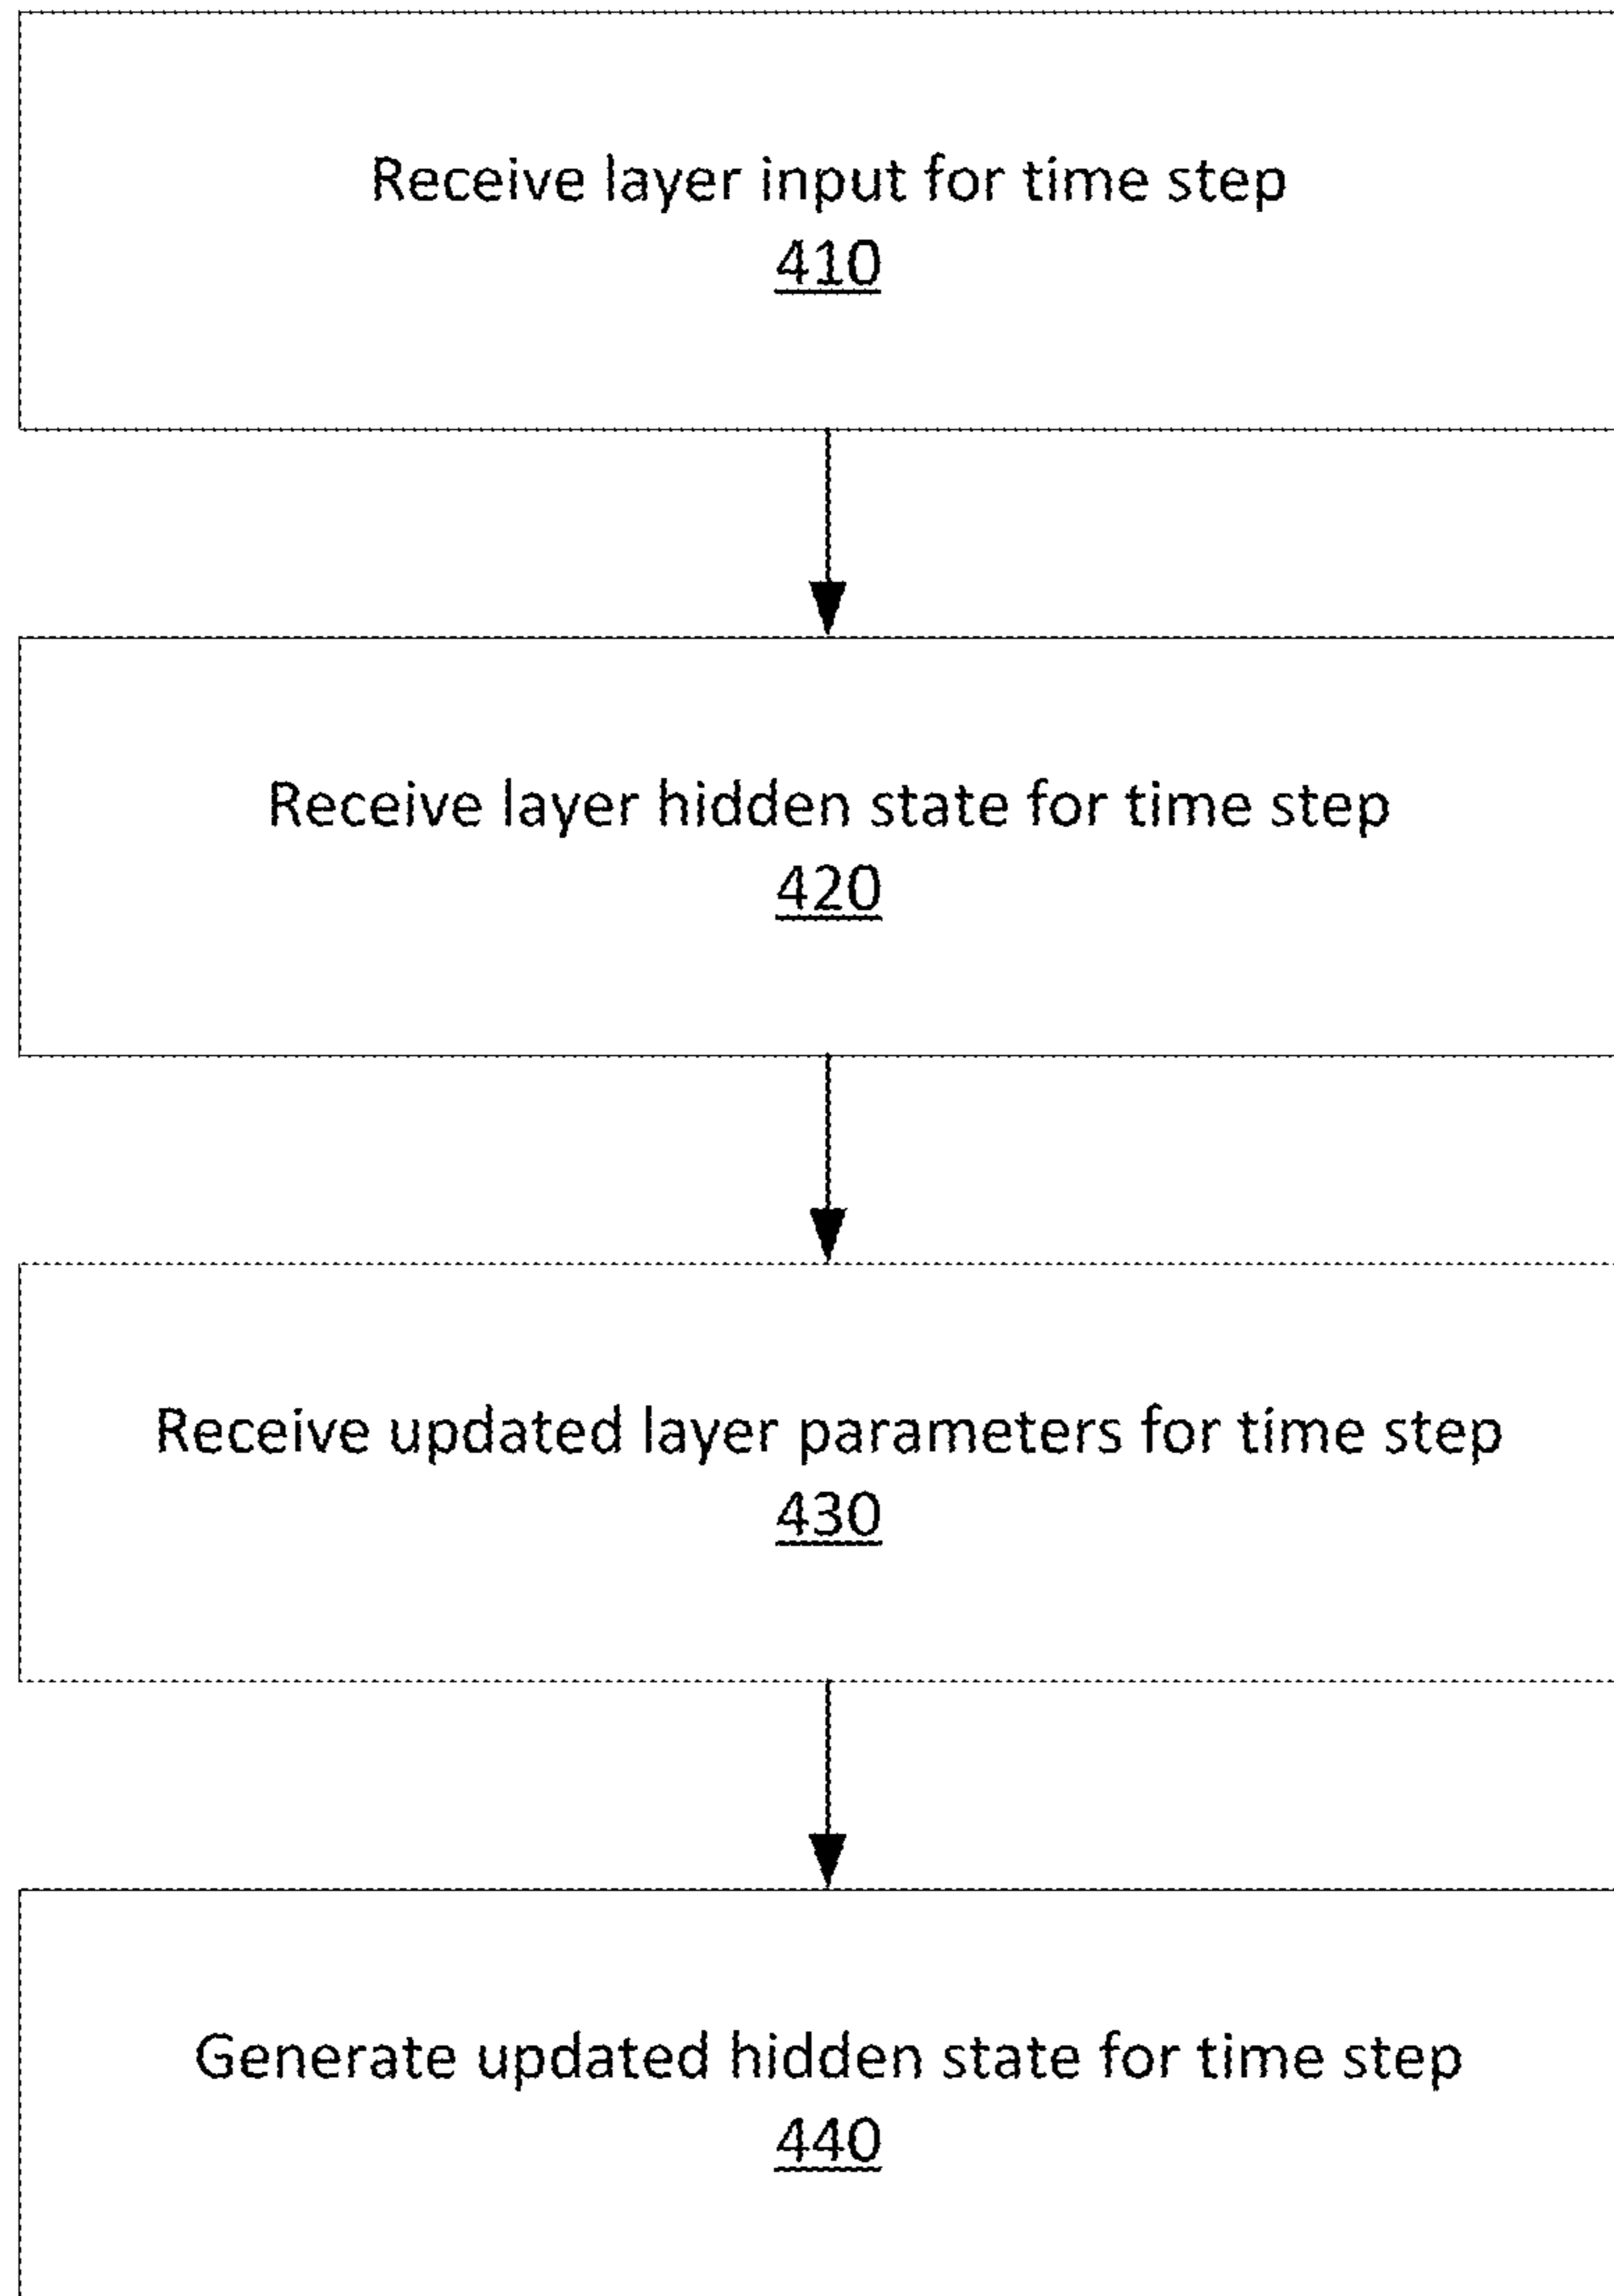 Receive layer input for time step
410
Receive layer hidden state for time step
420
Receive updated layer parameters for time step
430
Generate updated hidden state for time step
440